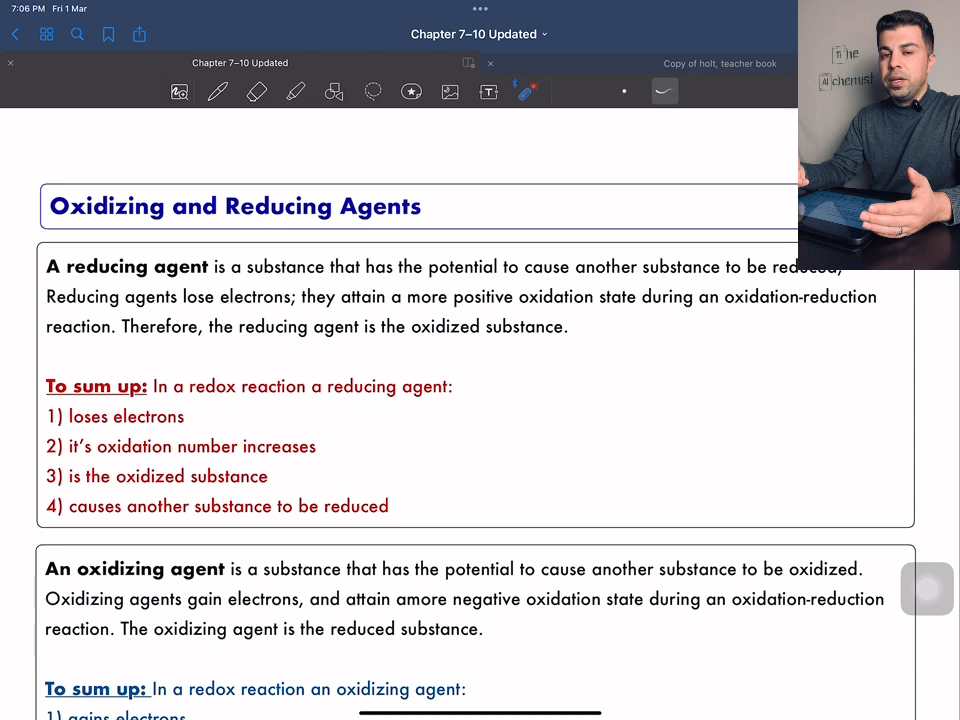 7:06 PM Fri 1 Mar
Chapter 7–10 Updated
Chapter 7–10 Updated
Copy of holt, teacher book
The
Alchemist
Oxidizing and Reducing Agents
A reducing agent is a substance that has the potential to cause another substance to be reduced;
Reducing agents lose electrons; they attain a more positive oxidation state during an oxidation-reduction
reaction. Therefore, the reducing agent is the oxidized substance.
To sum up: In a redox reaction a reducing agent:
1) loses electrons
2) it's oxidation number increases
3) is the oxidized substance
4) causes another substance to be reduced
An oxidizing agent is a substance that has the potential to cause another substance to be oxidized.
Oxidizing agents gain electrons, and attain amore negative oxidation state during an oxidation-reduction
reaction. The oxidizing agent is the reduced substance.
To sum up: In a redox reaction an oxidizing agent:
1) gains electrons